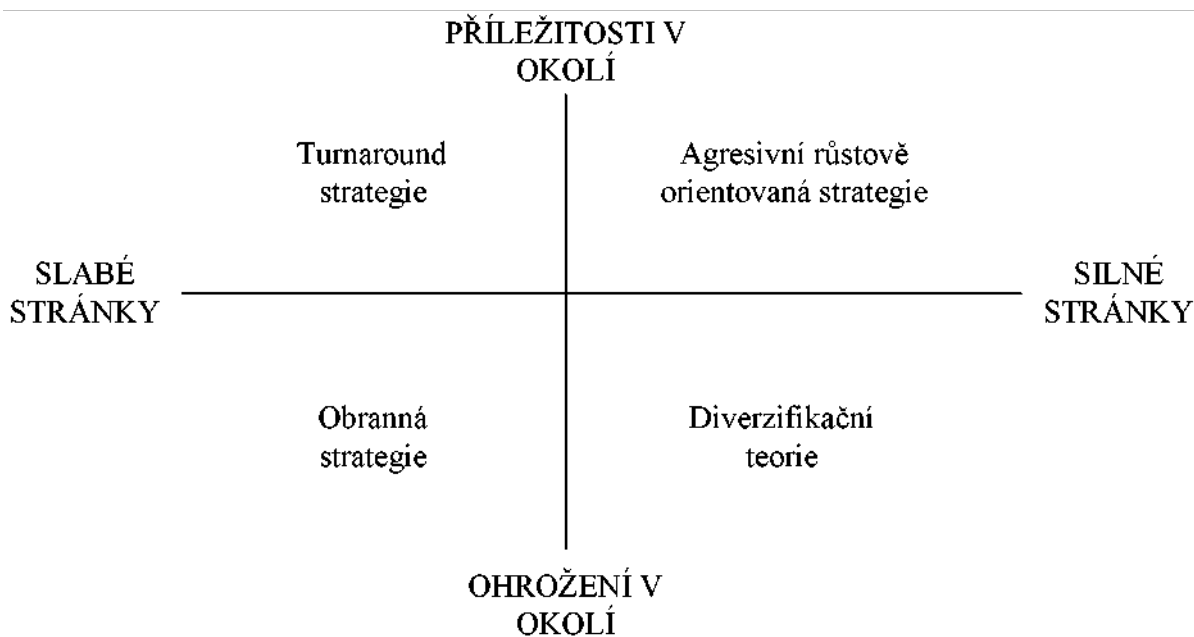 PŘÍLEŽITOSTI V
OKOLÍ
Turnaround
strategie
Agresivní růstově
orientovaná strategie
SLABÉ
STRÁNKY
SILNÉ
STRÁNKY
Obranná
strategie
Diverzifikační
teorie
OHROŽENÍ V
OKOLÍ